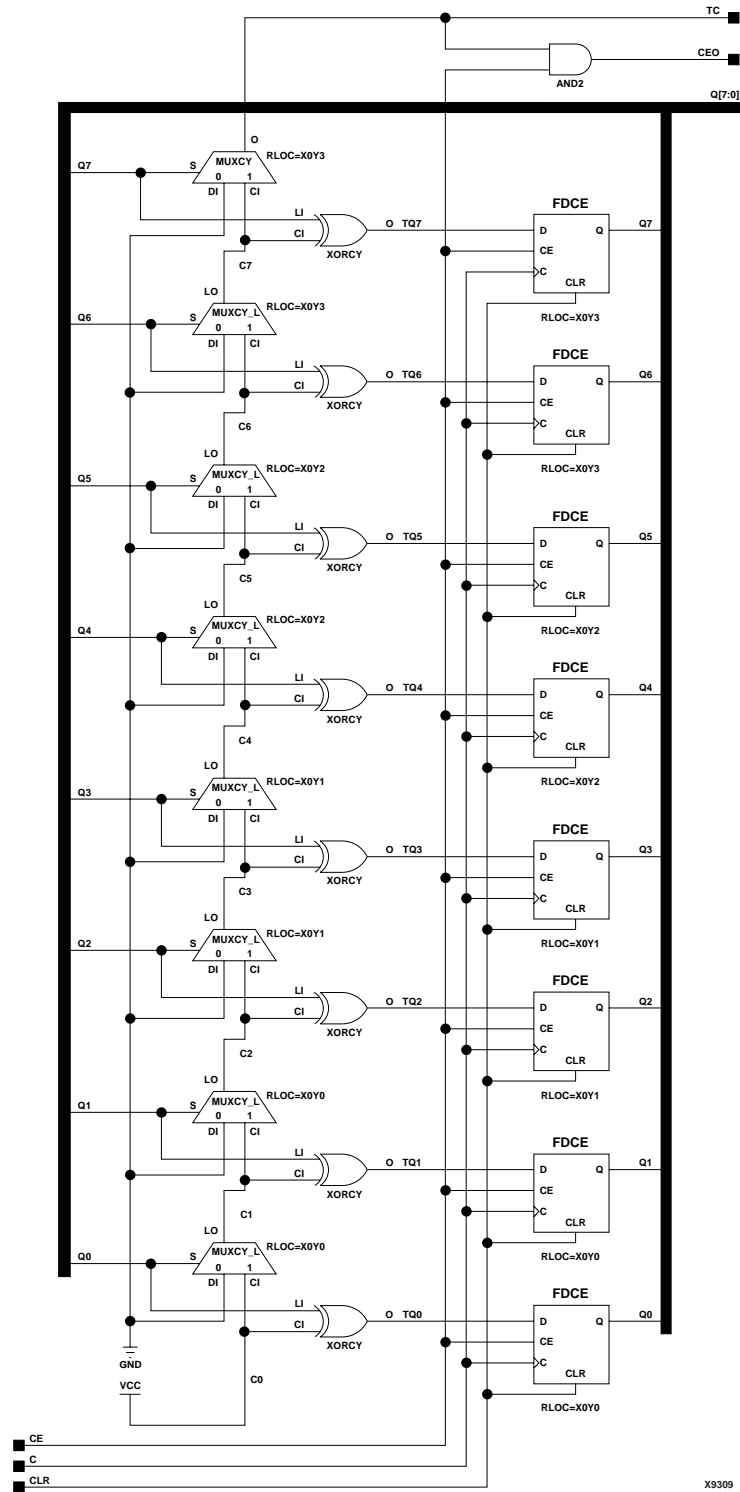 TC
CEO
AND2
Q[7:0]
O
Q7 S MUXCY RLOC=X0Y3
0 1
DI CI
FDCE
LI
CI
O TQ7 D Q Q7
XORCY
CE
C7
C
CLR
LO
RLOC=X0Y3
Q6 S MUXCY_L RLOC=X0Y3
0 1
DI CI
FDCE
LI
CI
O TQ6 D Q Q6
XORCY
CE
C6
C
CLR
LO
RLOC=X0Y3
Q5 S MUXCY_L RLOC=X0Y2
0 1
DI CI
FDCE
LI
CI
O TQ5 D Q Q5
XORCY
CE
C5
C
CLR
LO
RLOC=X0Y2
Q4 S MUXCY_L RLOC=X0Y2
0 1
DI CI
FDCE
LI
CI
O TQ4 D Q Q4
XORCY
CE
C4
C
CLR
LO
RLOC=X0Y2
Q3 S MUXCY_L RLOC=X0Y1
0 1
DI CI
FDCE
LI
CI
O TQ3 D Q Q3
XORCY
CE
C3
C
CLR
LO
RLOC=X0Y1
Q2 S MUXCY_L RLOC=X0Y1
0 1
DI CI
FDCE
LI
CI
O TQ2 D Q Q2
XORCY
CE
C2
C
CLR
LO
RLOC=X0Y1
Q1 S MUXCY_L RLOC=X0Y0
0 1
DI CI
FDCE
LI
CI
O TQ1 D Q Q1
XORCY
CE
C1
C
CLR
LO
RLOC=X0Y0
Q0 S MUXCY_L RLOC=X0Y0
0 1
DI CI
FDCE
LI
CI
O TQ0 D Q Q0
XORCY
CE
GND
C
VCC
C0
CLR
RLOC=X0Y0
CE
C
CLR
X9309